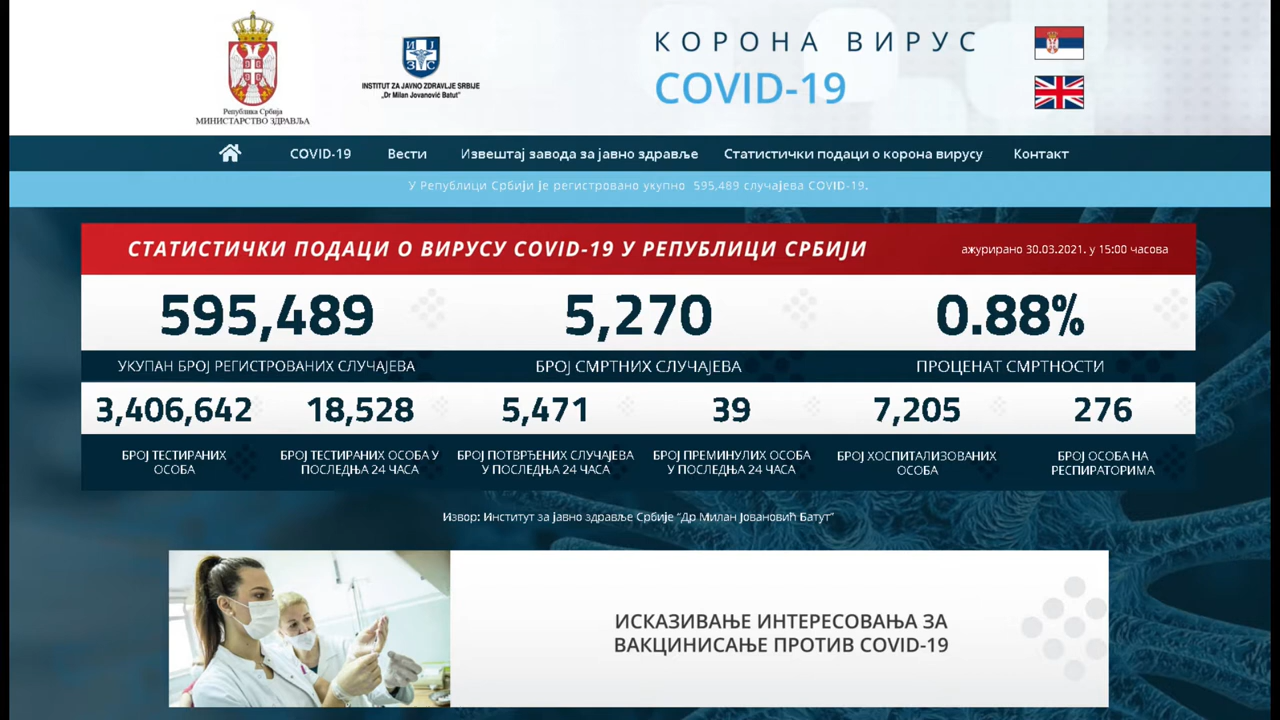 Република Србија
МИНИСТАРСТВО ЗДРАВЉА
И Ј
З С
INSTITUT ZA JAVNO ZDRAVLJE SRBIJE
„Dr Milan Jovanović Batut"
КОРОНА ВИРУС
COVID-19
COVID-19 Вести Извештај завода за јавно здравље Статистички подаци о корона вирусу Контакт
У Републици Србији је регистровано укупно 595,489 случајева COVID-19.
СТАТИСТИЧКИ ПОДАЦИ О ВИРУСУ COVID-19 У РЕПУБЛИЦИ СРБИЈИ
ажурирано 30.03.2021. у 15:00 часова
595,489 5,270 0.88%
УКУПАН БРОЈ РЕГИСТРОВАНИХ СЛУЧАЈЕВА БРОЈ СМРТНИХ СЛУЧАЈЕВА ПРОЦЕНАТ СМРТНОСТИ
3,406,642 18,528 5,471 39 7,205 276
БРОЈ ТЕСТИРАНИХ
ОСОБА
БРОЈ ТЕСТИРАНИХ ОСОБА У
ПОСЛЕДЊА 24 ЧАСА
БРОЈ ПОТВРЂЕНИХ СЛУЧАЈЕВА
У ПОСЛЕДЊА 24 ЧАСА
БРОЈ ПРЕМИНУЛИХ ОСОБА
У ПОСЛЕДЊА 24 ЧАСА
БРОЈ ХОСПИТАЛИЗОВАНИХ
ОСОБА
БРОЈ ОСОБА НА
РЕСПИРАТОРИМА
Извор: Институт за јавно здравље Србије “Др Милан Јовановић Батут”
ИСКАЗИВАЊЕ ИНТЕРЕСОВАЊА ЗА
ВАКЦИНИСАЊЕ ПРОТИВ COVID-19